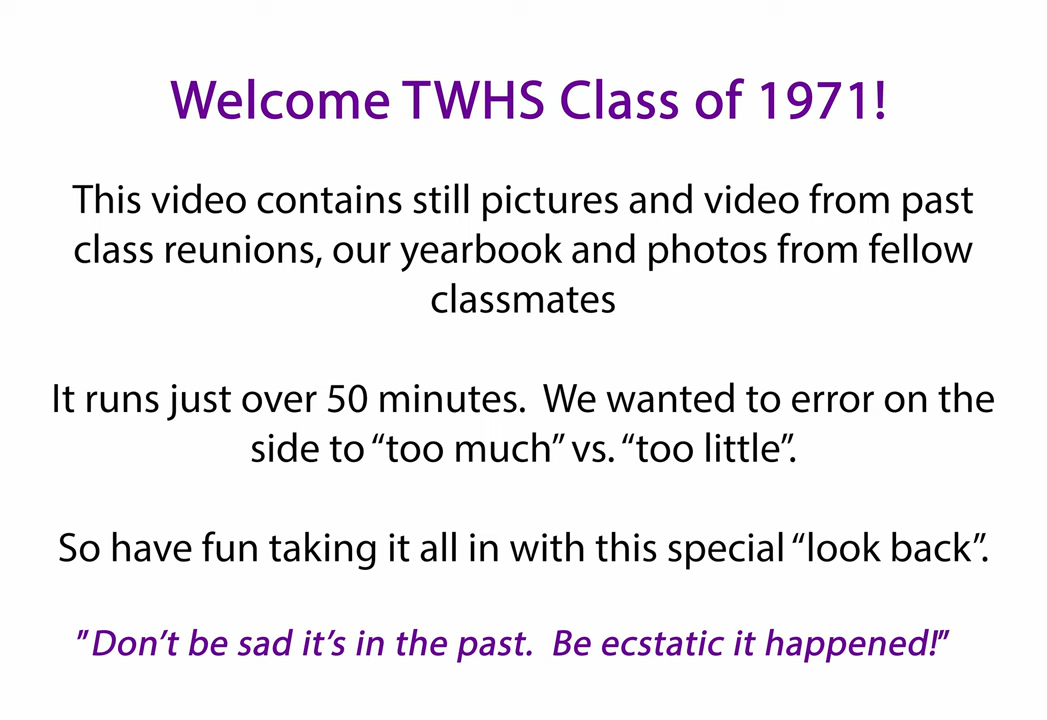 Welcome TWHS Class of 1971!
This video contains still pictures and video from past
class reunions, our yearbook and photos from fellow
classmates
It runs just over 50 minutes.  We wanted to error on the
side to “too much” vs. “too little”.
So have fun taking it all in with this special “look back”.
”Don’t be sad it’s in the past.  Be ecstatic it happened!”